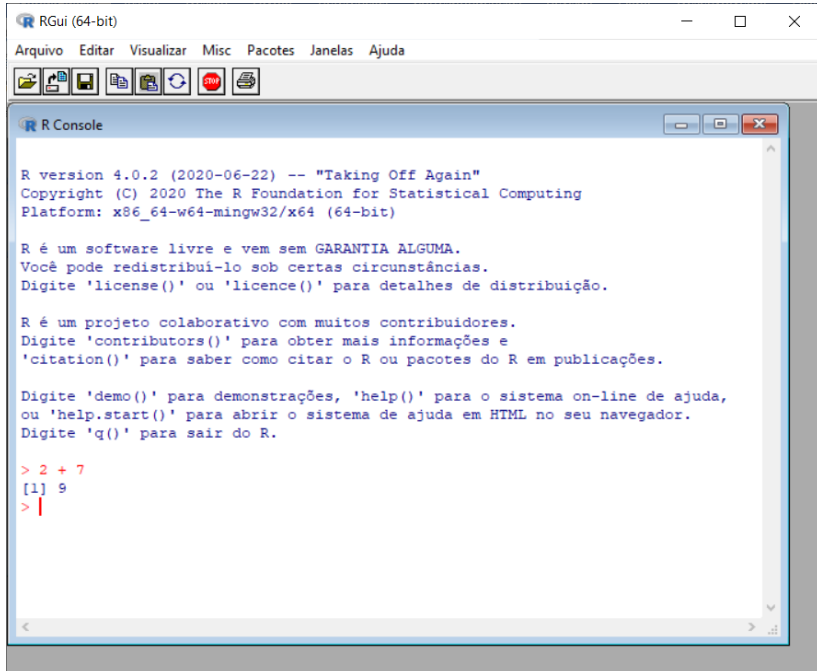 RGui (64-bit)
Arquivo Editar Visualizar Misc Pacotes Janelas Ajuda
STOP
R Console
R version 4.0.2 (2020-06-22) -- "Taking Off Again"
Copyright (C) 2020 The R Foundation for Statistical Computing
Platform: x86_64-w64-mingw32/x64 (64-bit)
R é um software livre e vem sem GARANTIA ALGUMA.
Você pode redistribuí-lo sob certas circunstâncias.
Digite 'license()' ou 'licence()' para detalhes de distribuição.
R é um projeto colaborativo com muitos contribuidores.
Digite 'contributors()' para obter mais informações e
'citation()' para saber como citar o R ou pacotes do R em publicações.
Digite 'demo()' para demonstrações, 'help()' para o sistema on-line de ajuda,
ou 'help.start()' para abrir o sistema de ajuda em HTML no seu navegador.
Digite 'q()' para sair do R.
> 2 + 7
[1] 9
>